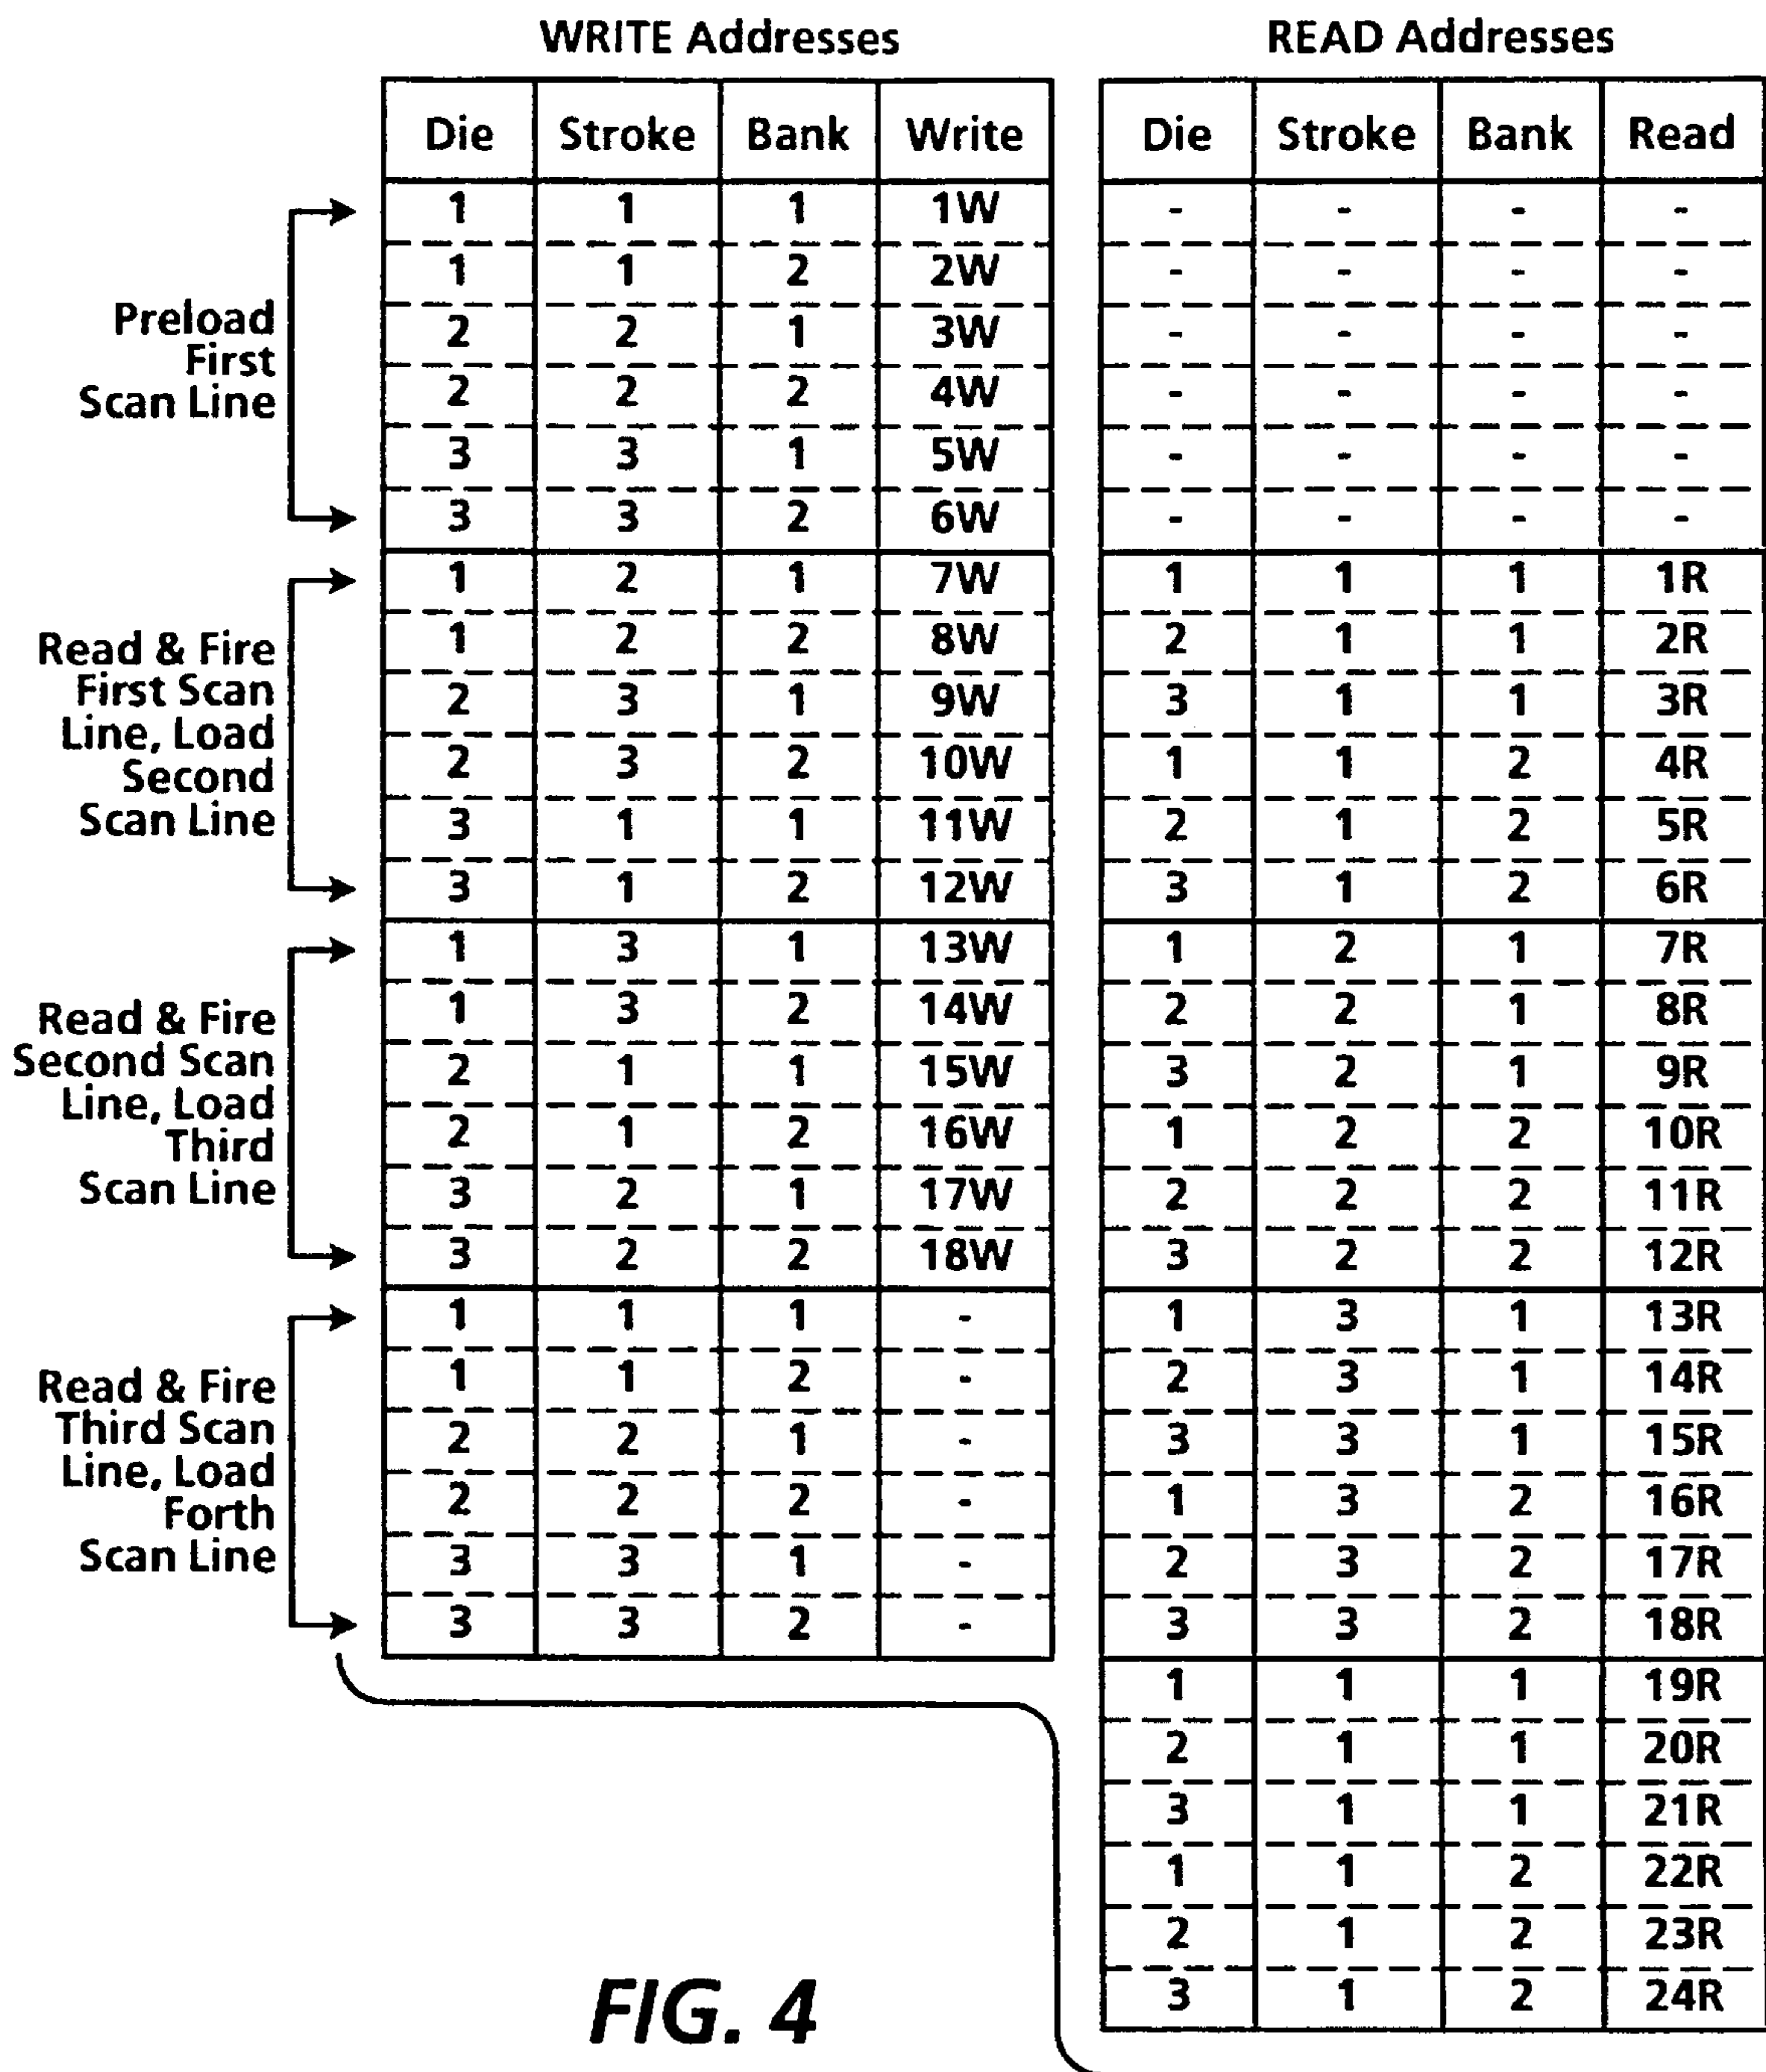 WRITE Addresses READ Addresses
Die Stroke Bank Write Die Stroke Bank Read
1 1 1 1W - - - -
1 1 2 2W - - - -
Preload
2 2 1 3W - - - -
First
2 2 2 4W - - - -
Scan Line
3 3 1 5W - - - -
3 3 2 6W - - - -
1 2 1 7W 1 1 1 1R
Read & Fire
1 2 2 8W 2 1 1 2R
First Scan
2 3 1 9W 3 1 1 3R
Line, Load
2 3 2 10W 1 1 2 4R
Second
3 1 1 11W 2 1 2 5R
Scan Line
3 1 2 12W 3 1 2 6R
1 3 1 13W 1 2 1 7R
Read & Fire
1 3 2 14W 2 2 1 8R
Second Scan
2 1 1 15W 3 2 1 9R
Line, Load
2 1 2 16W 1 2 2 10R
Third
3 2 1 17W 2 2 2 11R
Scan Line
3 2 2 18W 3 2 2 12R
1 1 1 - 1 3 1 13R
Read & Fire
1 1 2 - 2 3 1 14R
Third Scan
2 2 1 - 3 3 1 15R
Line, Load
2 2 2 - 1 3 2 16R
Forth
3 3 1 - 2 3 2 17R
Scan Line
3 3 2 - 3 3 2 18R
1 1 1 19R
2 1 1 20R
3 1 1 21R
1 1 2 22R
2 1 2 23R
3 1 2 24R
FIG. 4